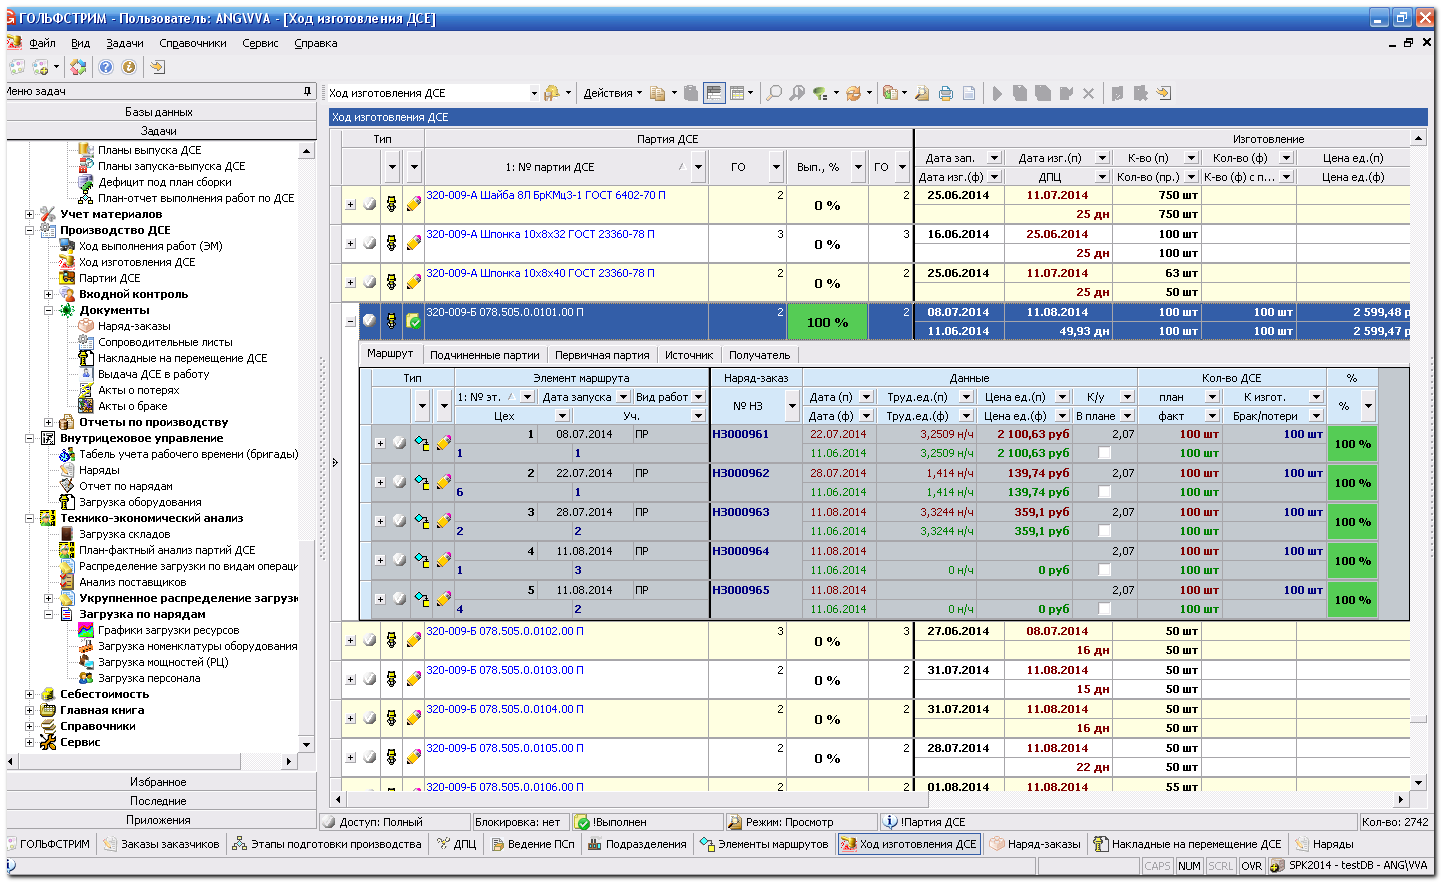 ГОЛЬФСТРИМ - Пользователь: ANG\VVA - [Ход изготовления ДСЕ]
Файл Вид Задачи Справочники Сервис Справка
Меню задач
Базы данных
Задачи
Планы выпуска ДСЕ
Планы запуска-выпуска ДСЕ
Дефицит под план сборки
План-отчет выполнения работ по ДСЕ
Учет материалов
Производство ДСЕ
Ход выполнения работ (ЭМ)
Ход изготовления ДСЕ
Партии ДСЕ
Входной контроль
Документы
Наряд-заказы
Сопроводительные листы
Накладные на перемещение ДСЕ
Выдача ДСЕ в работу
Акты о потерях
Акты о браке
Отчеты по производству
Внутрицеховое управление
Табель учета рабочего времени (бригады)
Наряды
Отчет по нарядам
Загрузка оборудования
Технико-экономический анализ
Загрузка складов
План-фактный анализ партий ДСЕ
Распределение загрузки по видам операци
Анализ поставщиков
Укрупненное распределение загрузк
Загрузка по нарядам
Графики загрузки ресурсов
Загрузка номенклатуры оборудования
Загрузка мощностей (РЦ)
Загрузка персонала
Себестоимость
Главная книга
Справочники
Сервис
Избранное
Последние
Приложения
Ход изготовления ДСЕ Действия
Ход изготовления ДСЕ
Тип Партия ДСЕ Изготовление
1: № партии ДСЕ ГО Вып., % ГО Дата зап. Дата изг.(п) К-во (п) Кол-во (ф) Цена ед.(п)
Дата изг.(ф) ДПЦ Кол-во (пр.) К-во (ф) с п... Цена ед.(ф)
320-009-А Шайба 8Л БрКМц3-1 ГОСТ 6402-70 П 2 0 % 2 25.06.2014 11.07.2014 750 шт
25 дн 750 шт
320-009-А Шпонка 10х8х32 ГОСТ 23360-78 П 3 0 % 3 16.06.2014 25.06.2014 100 шт
25 дн 100 шт
320-009-А Шпонка 10х8х40 ГОСТ 23360-78 П 2 0 % 2 25.06.2014 11.07.2014 63 шт
25 дн 50 шт
320-009-Б 078.505.0.0101.00 П 2 100 % 2 08.07.2014 11.08.2014 100 шт 100 шт 2 599,48 р
11.06.2014 49,93 дн 100 шт 100 шт 2 599,47 р
Маршрут Подчиненные партии Первичная партия Источник Получатель
Тип Элемент маршрута Наряд-заказ Данные Кол-во ДСЕ %
1: № эт. Дата запуска Вид работ № НЗ Дата (п) Труд.ед.(п) Цена ед.(п) К/у план К изгот. %
Цех Уч. Дата (ф) Труд.ед.(ф) Цена ед.(ф) В плане факт Брак/потери
1 08.07.2014 ПР НЗ000961 22.07.2014 3,2509 н/ч 2 100,63 руб 2,07 100 шт 100 шт 100 %
1 1 11.06.2014 3,2509 н/ч 2 100,63 руб 100 шт
2 22.07.2014 ПР НЗ000962 28.07.2014 1,414 н/ч 139,74 руб 2,07 100 шт 100 шт 100 %
6 1 11.06.2014 1,414 н/ч 139,74 руб 100 шт
3 28.07.2014 ПР НЗ000963 11.08.2014 3,3244 н/ч 359,1 руб 2,07 100 шт 100 шт 100 %
2 2 11.06.2014 3,3244 н/ч 359,1 руб 100 шт
4 11.08.2014 ПР НЗ000964 11.08.2014 2,07 100 шт 100 шт 100 %
1 3 11.06.2014 0 н/ч 0 руб 100 шт
5 11.08.2014 ПР НЗ000965 11.08.2014 2,07 100 шт 100 шт 100 %
4 2 11.06.2014 0 н/ч 0 руб 100 шт
320-009-Б 078.505.0.0102.00 П 3 0 % 3 27.06.2014 08.07.2014 50 шт
16 дн 50 шт
320-009-Б 078.505.0.0103.00 П 2 0 % 2 31.07.2014 11.08.2014 50 шт
15 дн 50 шт
320-009-Б 078.505.0.0104.00 П 2 0 % 2 31.07.2014 11.08.2014 50 шт
16 дн 50 шт
320-009-Б 078.505.0.0105.00 П 2 0 % 2 28.07.2014 11.08.2014 50 шт
22 дн 50 шт
320-009-Б 078.505.0.0106.00 П 2 2 01.08.2014 11.08.2014 55 шт
Доступ: Полный Блокировка: нет !Выполнен Режим: Просмотр !Партия ДСЕ Кол-во: 2742
ГОЛЬФСТРИМ Заказы заказчиков Этапы подготовки производства ДПЦ Ведение ПСп Подразделения Элементы маршрутов Ход изготовления ДСЕ Наряд-заказы Накладные на перемещение ДСЕ Наряды
CAPS NUM SCRL OVR SPK2014 - testDB - ANG\VVA